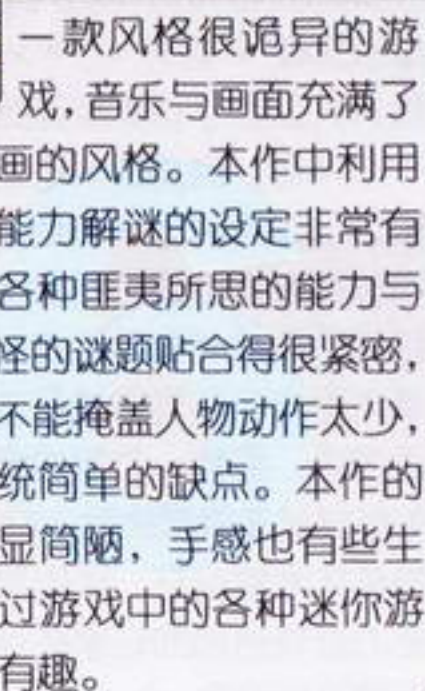 一款风格很诡异的游
戏，音乐与画面充满了
画的风格。本作中利用
能力解谜的设定非常有
各种匪夷所思的能力与
怪的谜题贴合得很紧密，
不能掩盖人物动作太少，
统简单的缺点。本作的
显简陋，手感也有些生
过游戏中的各种迷你游
有趣。